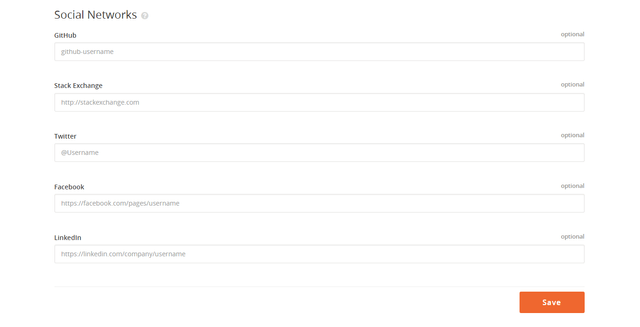 Social Networks ?
GitHub optional
github-username
Stack Exchange optional
http://stackexchange.com
Twitter optional
@Username
Facebook optional
https://facebook.com/pages/username
LinkedIn optional
https://linkedin.com/company/username
Save